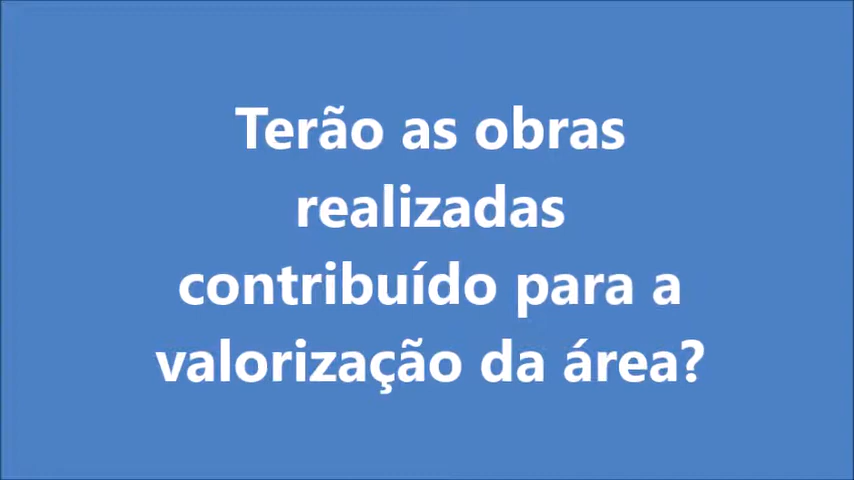 Terão as obras
realizadas
contribuído para a
valorização da área?